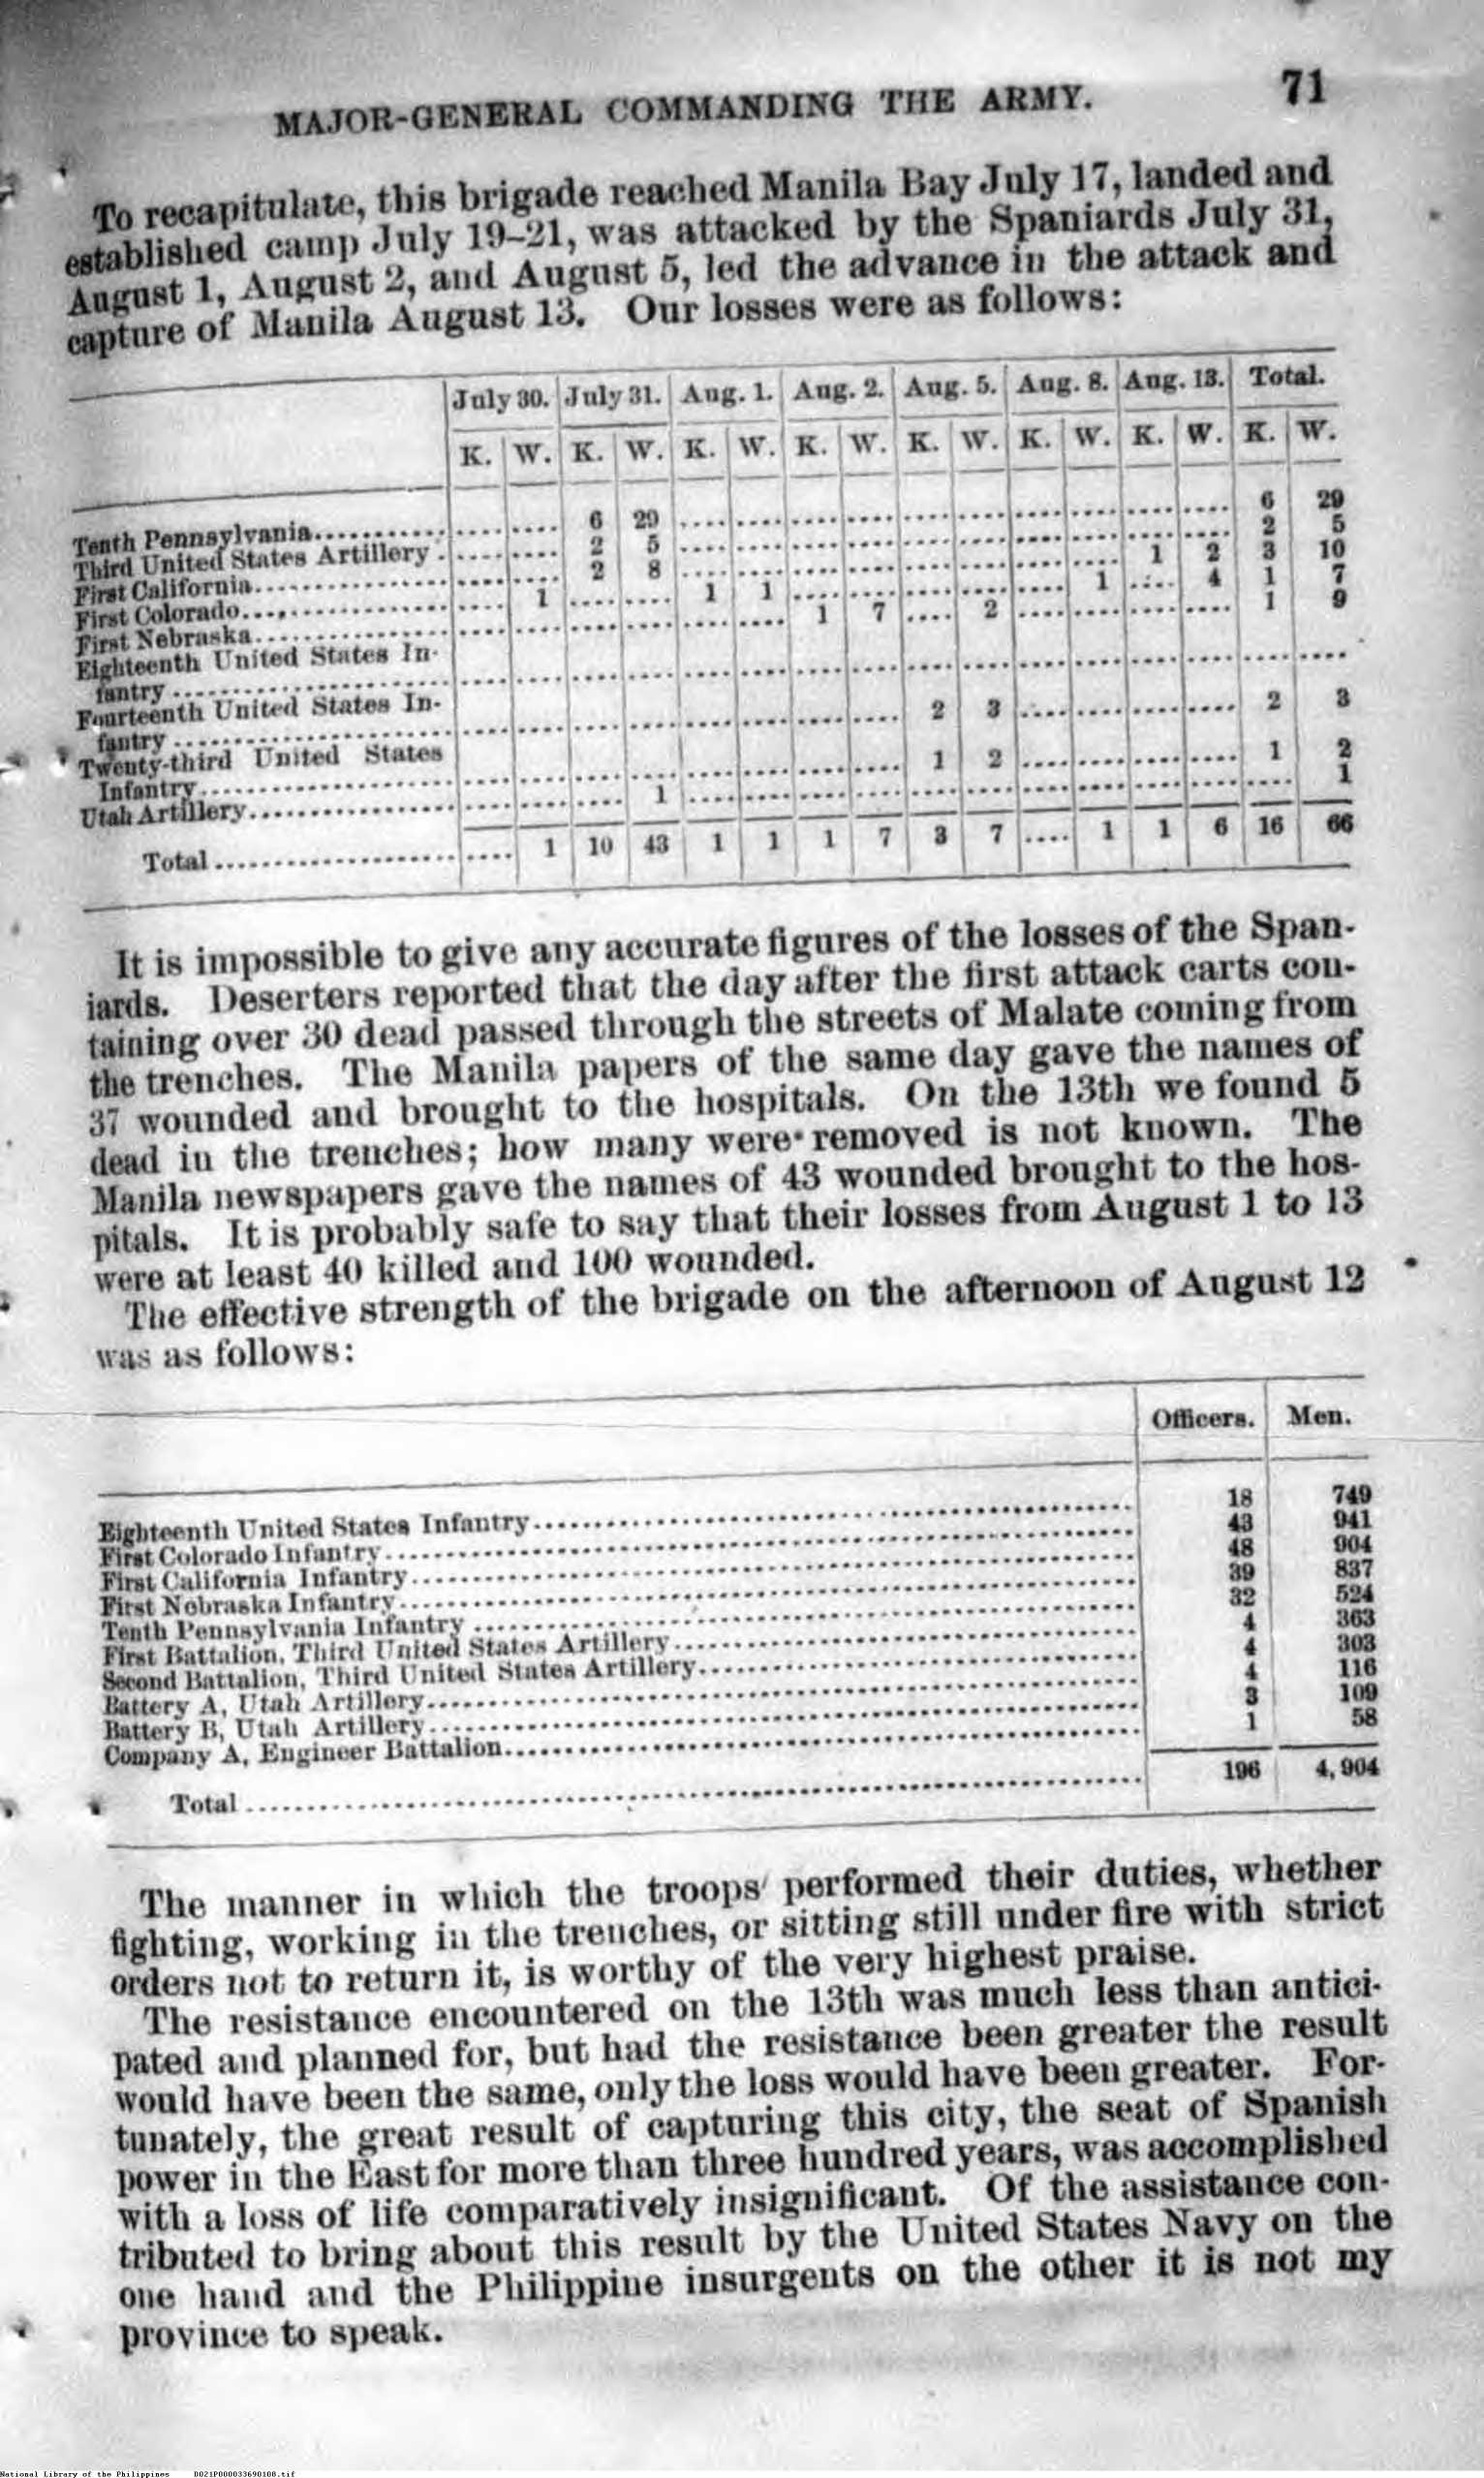 MAJOR-GENERAL COMMANDING THE ARMY. 71
To recapitulate, this brigade reached Manila Bay July 17, landed and
established camp July 19–21, was attacked by the Spaniards July 31,
August 1, August 2, and August 5, led the advance in the attack and
capture of Manila August 13. Our losses were as follows:
July 30. July 31. Aug. 1. Aug. 2. Aug. 5. Aug. 8. Aug. 13. Total.
K. W. K. W. K. W. K. W. K. W. K. W. K. W. K. W.
Tenth Pennsylvania 6 29 6 29
Third United States Artillery 2 5 2 5
First California 2 8 1 2 3 10
First Colorado 1 1 1 1 4 1 7
First Nebraska 1 7 2 1 9
Eighteenth United States In-
fantry
Fourteenth United States In-
fantry 2 3 2 3
Twenty-third United States
Infantry 1 2 1 2
Utah Artillery 1 1
Total 1 10 43 1 1 1 7 3 7 1 1 6 16 66
It is impossible to give any accurate figures of the losses of the Span-
iards. Deserters reported that the day after the first attack carts con-
taining over 30 dead passed through the streets of Malate coming from
the trenches. The Manila papers of the same day gave the names of
37 wounded and brought to the hospitals. On the 13th we found 5
dead in the trenches; how many were removed is not known. The
Manila newspapers gave the names of 43 wounded brought to the hos-
pitals. It is probably safe to say that their losses from August 1 to 13
were at least 40 killed and 100 wounded.
The effective strength of the brigade on the afternoon of August 12
was as follows:
Officers. Men.
Eighteenth United States Infantry 18 749
First Colorado Infantry 43 941
First California Infantry 48 904
First Nebraska Infantry 39 837
Tenth Pennsylvania Infantry 32 524
First Battalion, Third United States Artillery 4 363
Second Battalion, Third United States Artillery 4 303
Battery A, Utah Artillery 4 116
Battery B, Utah Artillery 3 109
Company A, Engineer Battalion 1 58
Total 196 4,904
The manner in which the troops performed their duties, whether
fighting, working in the trenches, or sitting still under fire with strict
orders not to return it, is worthy of the very highest praise.
The resistance encountered on the 13th was much less than antici-
pated and planned for, but had the resistance been greater the result
would have been the same, only the loss would have been greater. For-
tunately, the great result of capturing this city, the seat of Spanish
power in the East for more than three hundred years, was accomplished
with a loss of life comparatively insignificant. Of the assistance con-
tributed to bring about this result by the United States Navy on the
one hand and the Philippine insurgents on the other it is not my
province to speak.
National Library of the Philippines D021P000033690108.tif